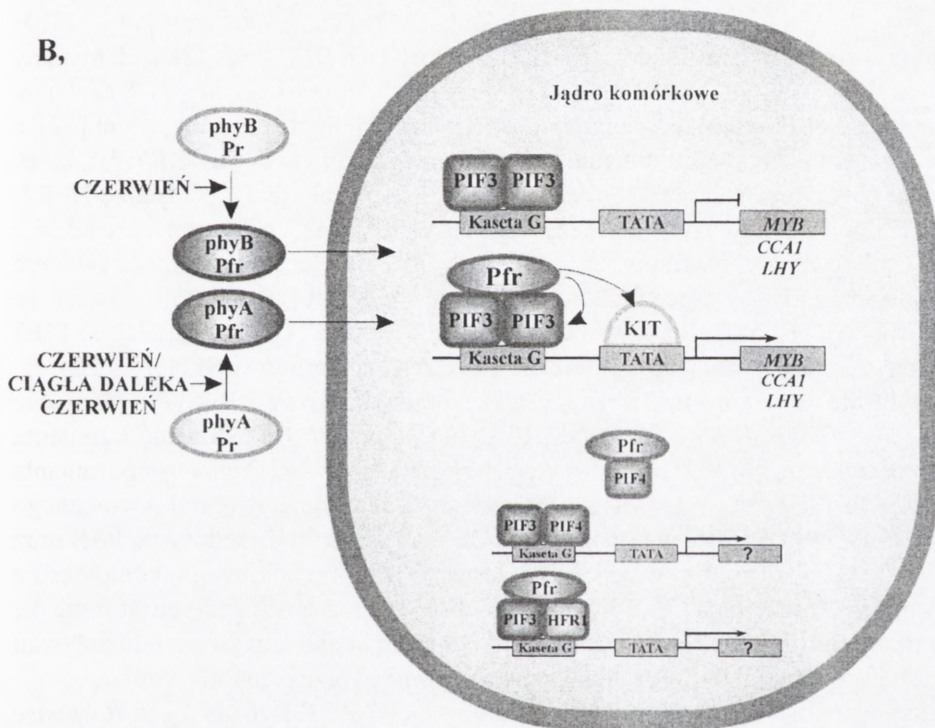 B,
Jądro komórkowe
phyB
Pr
CZERWIEŃ
phyB
Pfr
phyA
Pfr
CZERWIEŃ/
CIĄGŁA DALEKA
CZERWIEŃ
phyA
Pr
PIF3 PIF3
Kaseta G TATA MYB
CCA1
LHY
Pfr
PIF3 PIF3 KIT
Kaseta G TATA MYB
CCA1
LHY
Pfr
PIF4
PIF3 PIF4
Kaseta G TATA ?
Pfr
PIF3 HFR1
Kaseta G TATA ?